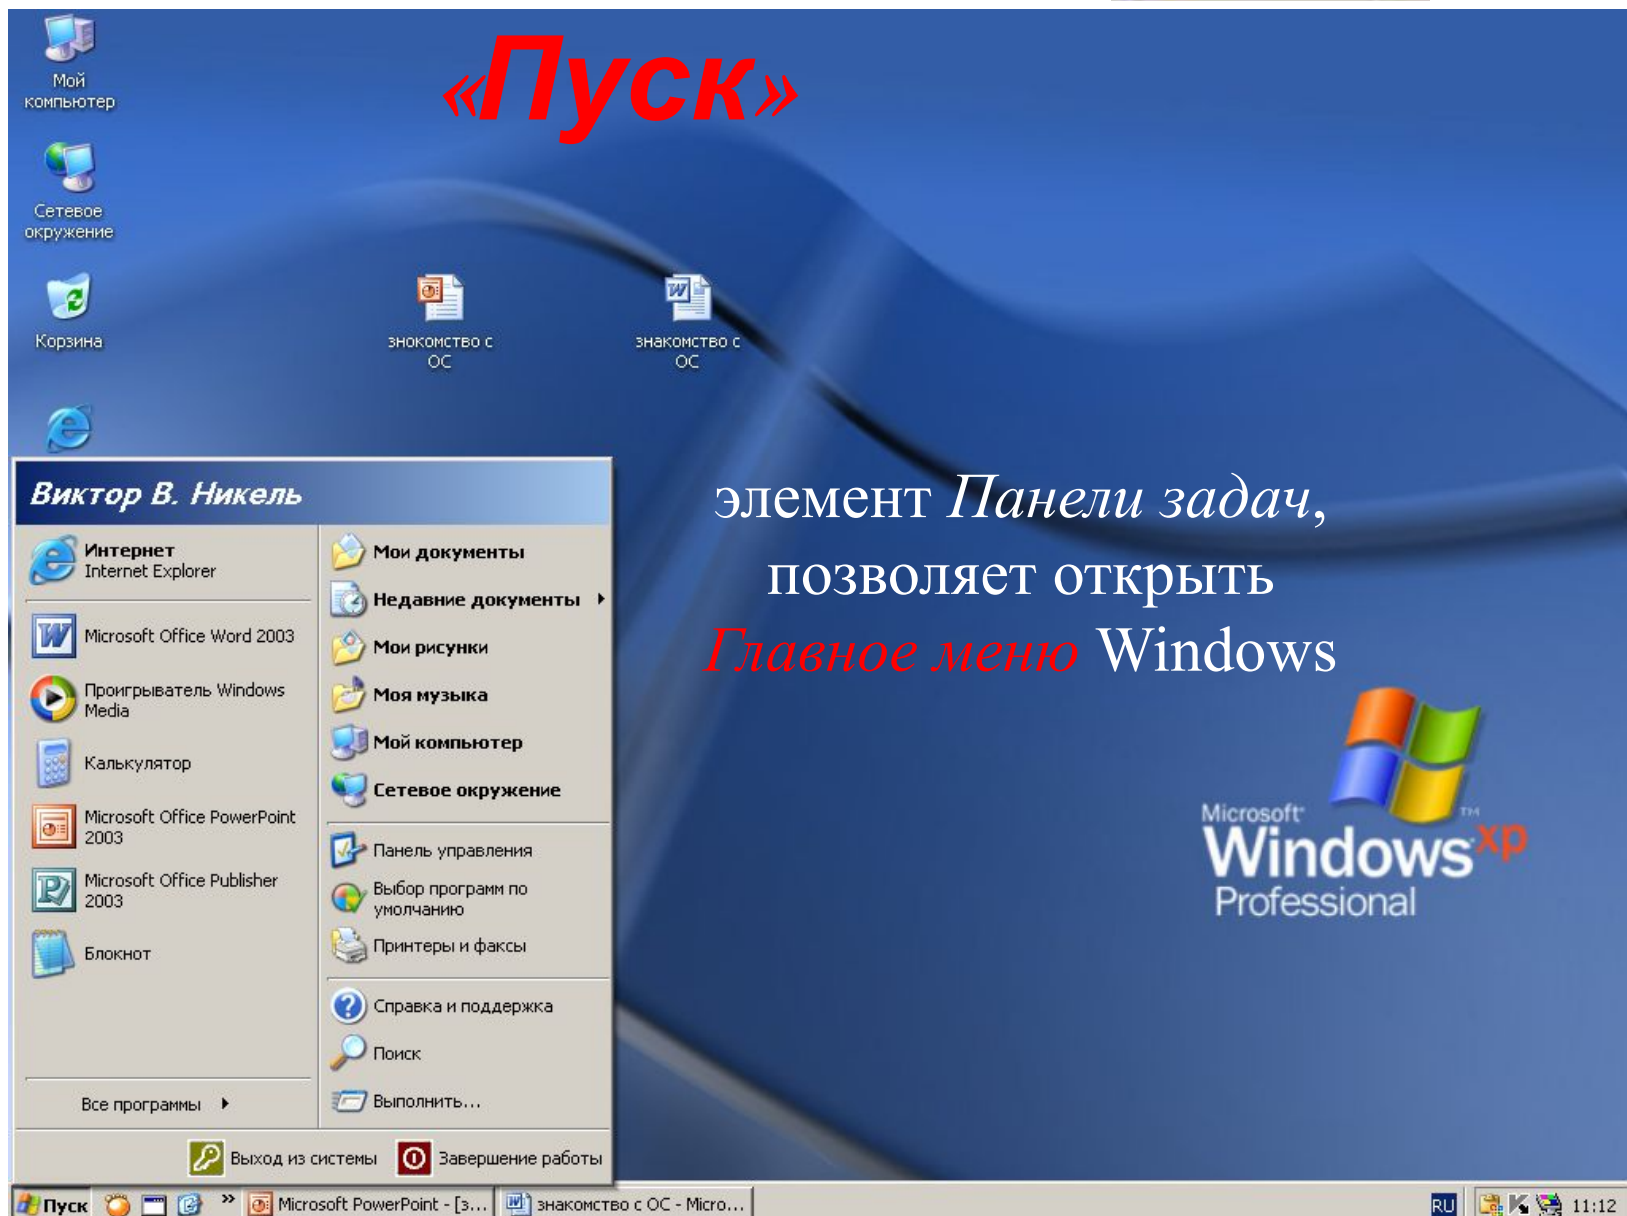 «Пуск»
Мой
компьютер
Сетевое
окружение
Корзина
знокомство с
ОС
знакомство с
ОС
элемент Панели задач,
позволяет открыть
Главное меню Windows
Виктор В. Никель
Интернет
Internet Explorer
Microsoft Office Word 2003
Проигрыватель Windows
Media
Калькулятор
Microsoft Office PowerPoint
2003
Microsoft Office Publisher
2003
Блокнот
Все программы
Мои документы
Недавние документы
Мои рисунки
Моя музыка
Мой компьютер
Сетевое окружение
Панель управления
Выбор программ по
умолчанию
Принтеры и факсы
Справка и поддержка
Поиск
Выполнить...
Выход из системы
Завершение работы
Microsoft
Windows xp
TM
Professional
Пуск
»
Microsoft PowerPoint - [з...
знакомство с ОС - Micro...
RU
11:12